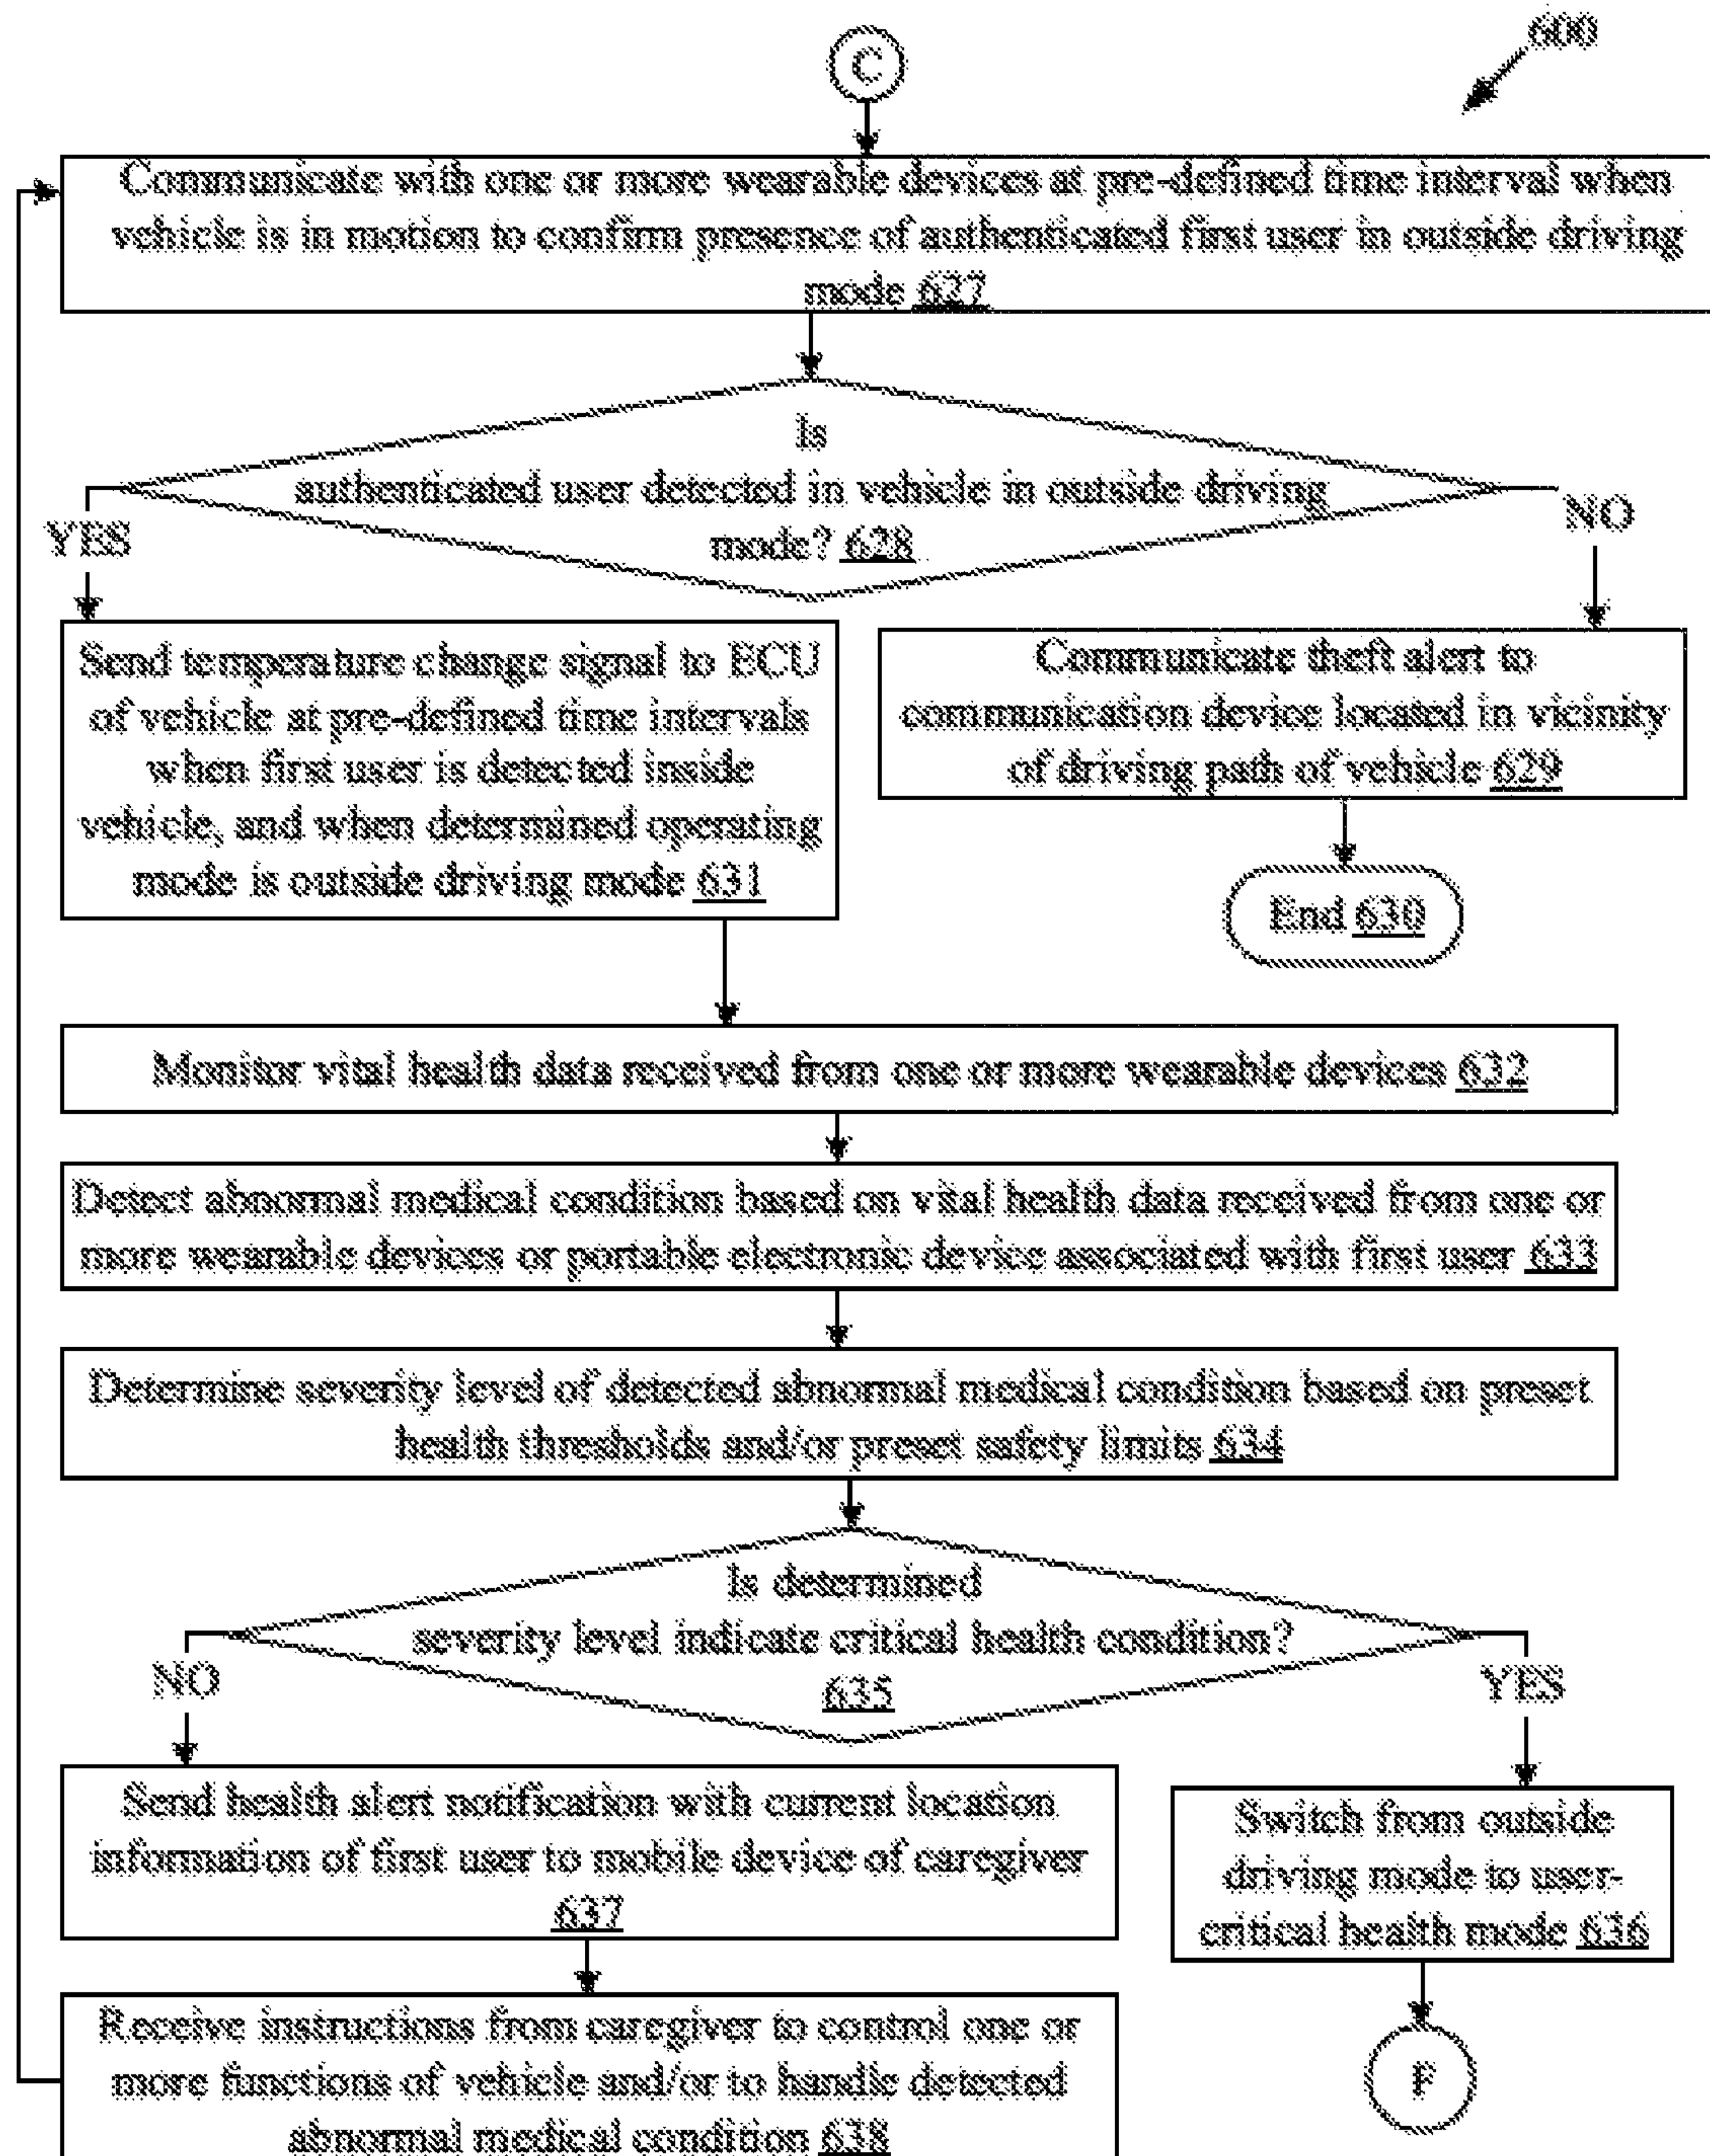 600
C
Communicate with one or more wearable devices at pre-defined time interval when
vehicle is in motion to confirm presence of authenticated first user in outside driving
mode 627
Is
authenticated user detected in vehicle in outside driving
mode? 628
YES
NO
Send temperature change signal to ECU
of vehicle at pre-defined time intervals
when first user is detected inside
vehicle, and when determined operating
mode is outside driving mode 631
Communicate theft alert to
communication device located in vicinity
of driving path of vehicle 629
End 630
Monitor vital health data received from one or more wearable devices 632
Detect abnormal medical condition based on vital health data received from one or
more wearable devices or portable electronic device associated with first user 633
Determine severity level of detected abnormal medical condition based on preset
health thresholds and/or preset safety limits 634
Is determined
severity level indicate critical health condition?
635
NO
YES
Send health alert notification with current location
information of first user to mobile device of caregiver
637
Switch from outside
driving mode to user-
critical health mode 636
Receive instructions from caregiver to control one or
more functions of vehicle and/or to handle detected
abnormal medical condition 638
F